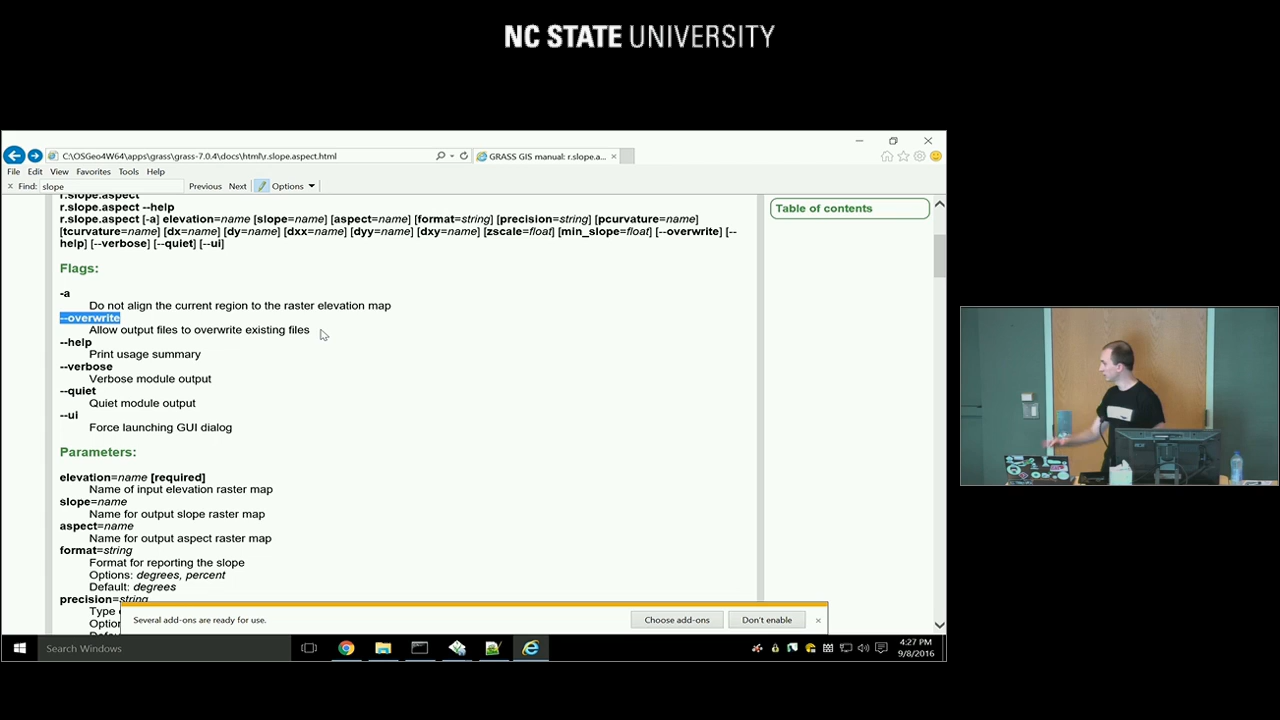 NC STATE UNIVERSITY
C:\OSGeo4W64\apps\grass\grass-7.0.4\docs\html\r.slope.aspect.html
GRASS GIS manual: r.slope.a...
File Edit View Favorites Tools Help
Find: slope Previous Next Options
r.slope.aspect
r.slope.aspect --help
r.slope.aspect [-a] elevation=name [slope=name] [aspect=name] [format=string] [precision=string] [pcurvature=name]
[tcurvature=name] [dx=name] [dy=name] [dxx=name] [dyy=name] [dxy=name] [zscale=float] [min_slope=float] [--overwrite] [--
help] [--verbose] [--quiet] [--ui]
Table of contents
Flags:
-a
Do not align the current region to the raster elevation map
--overwrite
Allow output files to overwrite existing files
--help
Print usage summary
--verbose
Verbose module output
--quiet
Quiet module output
--ui
Force launching GUI dialog
Parameters:
elevation=name [required]
Name of input elevation raster map
slope=name
Name for output slope raster map
aspect=name
Name for output aspect raster map
format=string
Format for reporting the slope
Options: degrees, percent
Default: degrees
precision=string
Type
Several add-ons are ready for use. Choose add-ons Don't enable
Search Windows
4:27 PM
9/8/2016